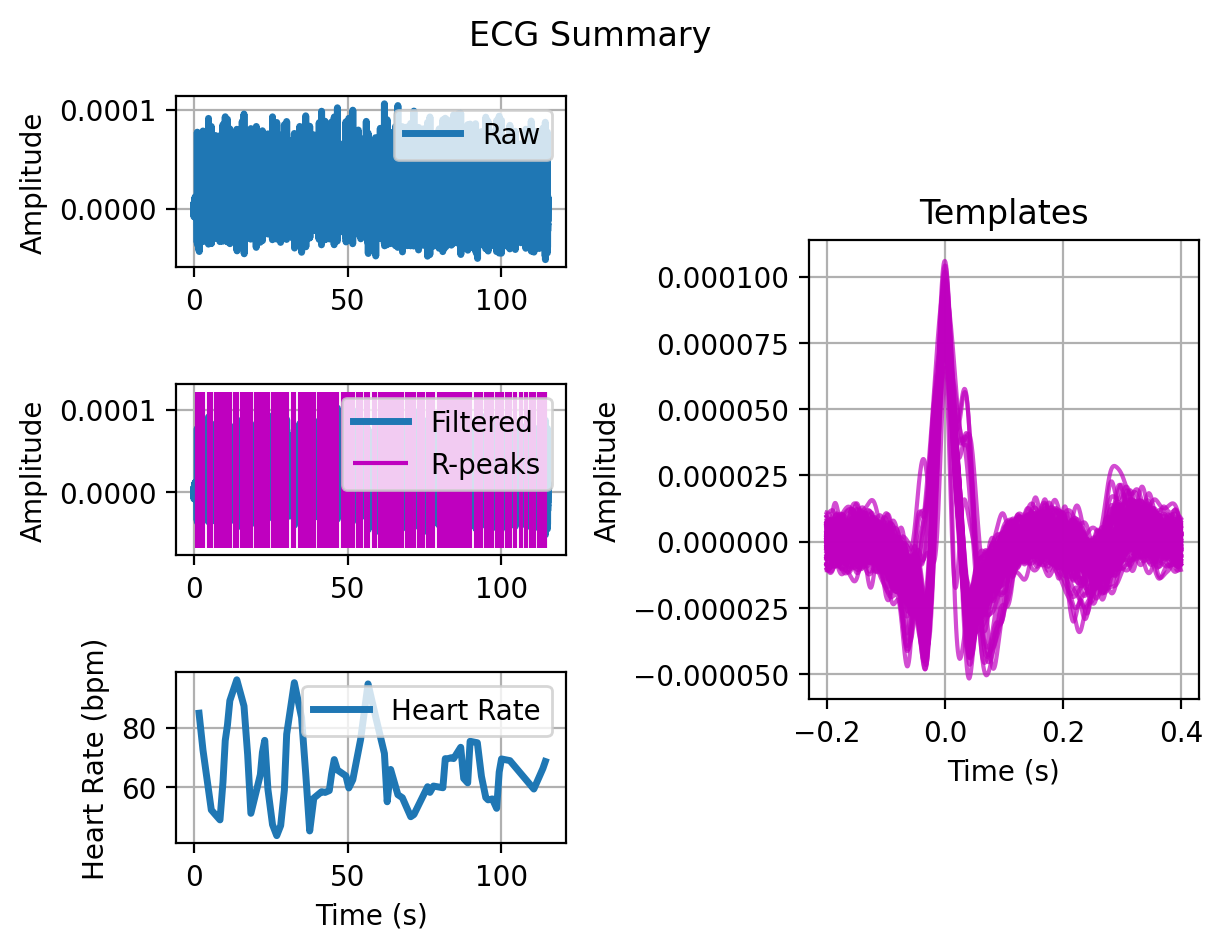 ECG Summary
Amplitude
0.0001
0.0000
Raw
0
50
100
Amplitude
0.0001
0.0000
Filtered
R-peaks
0
50
100
Heart Rate (bpm)
80
60
Heart Rate
0
50
100
Time (s)
Templates
Amplitude
0.000100
0.000075
0.000050
0.000025
0.000000
−0.000025
−0.000050
−0.2
0.0
0.2
0.4
Time (s)